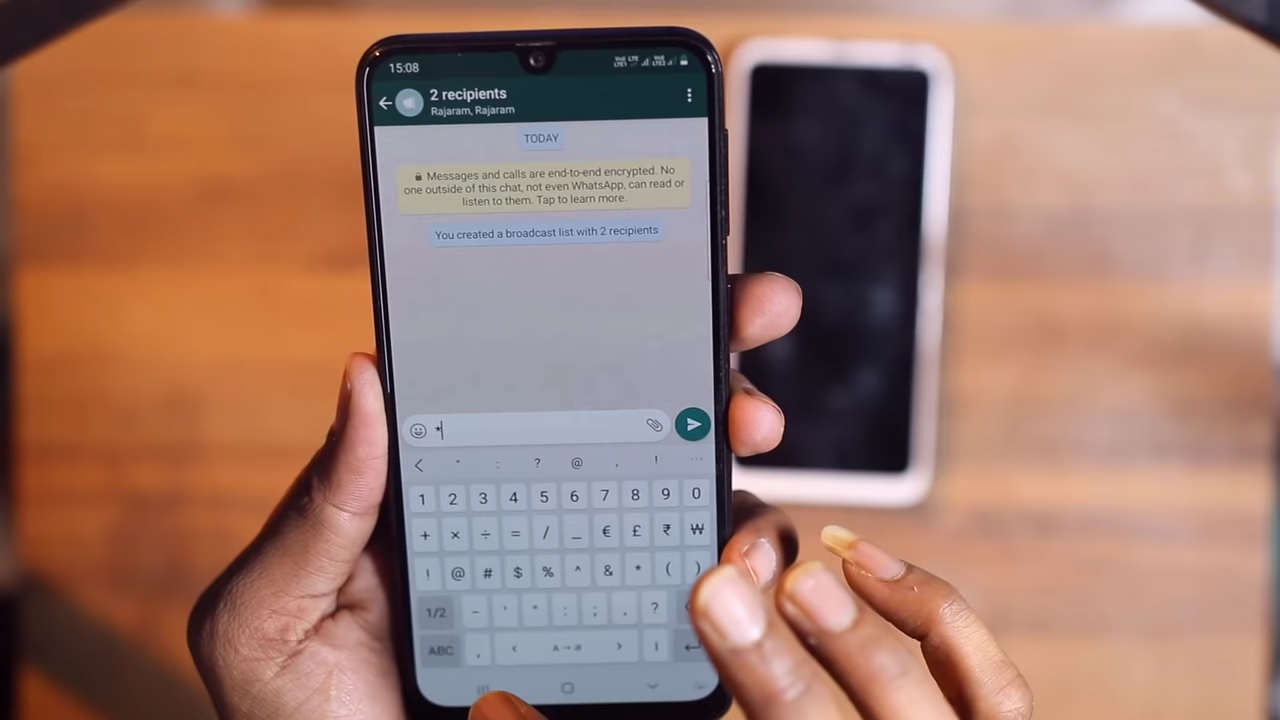 15:08
2 recipients
Rajaram, Rajaram
TODAY
Messages and calls are end-to-end encrypted. No
one outside of this chat, not even WhatsApp, can read or
listen to them. Tap to learn more.
You created a broadcast list with 2 recipients
*
? @ . !
1 2 3 4 5 6 7 8 9 0
+ × ÷ = / _ € £ ₹ ₩
! @ # $ % ^ & * ( )
1/2 - ' " : ; , ?
ABC ,